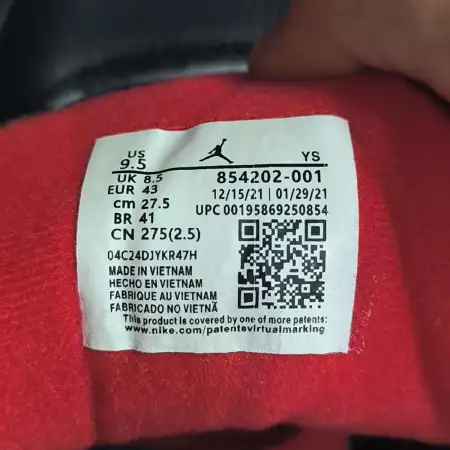 US YS
9.5
UK 8.5 854202-001
EUR 43 12/15/21 | 01/29/21
cm 27.5 UPC 00195869250854
BR 41
CN 275(2.5)
04C24DJYKR47H
MADE IN VIETNAM
HECHO EN VIETNAM
FABRIQUE AU VIETNAM
FABRICADO NO VIETNÃ
This product is covered by one of more patents:
www.nike.com/patentsvirtualmarking